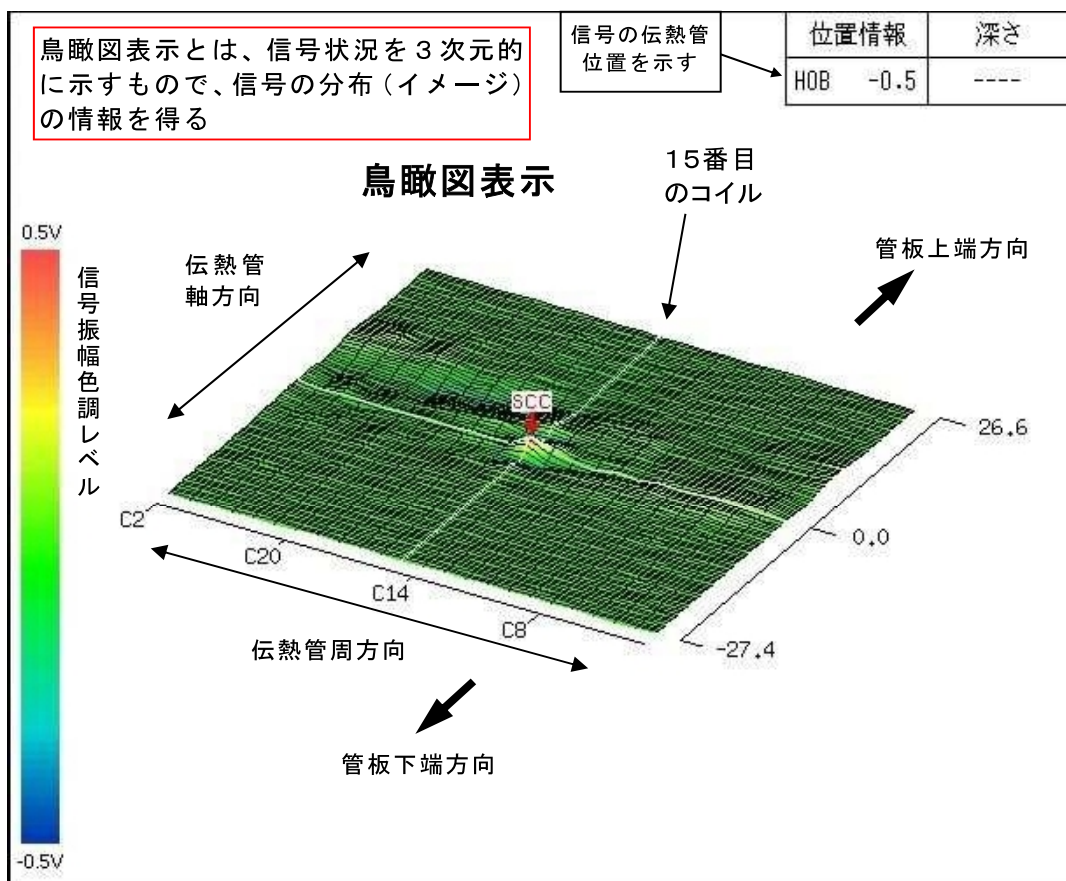 鳥瞰図表示とは、信号状況を３次元的
に示すもので、信号の分布（イメージ）
の情報を得る
信号の伝熱管
位置を示す
位置情報 深さ
HOB -0.5 ----
鳥瞰図表示
15番目
のコイル
管板上端方向
0.5V
信号振幅色調レベル
伝熱管
軸方向
SCC
26.6
0.0
-27.4
C2
C20
C14
C8
伝熱管周方向
管板下端方向
-0.5V